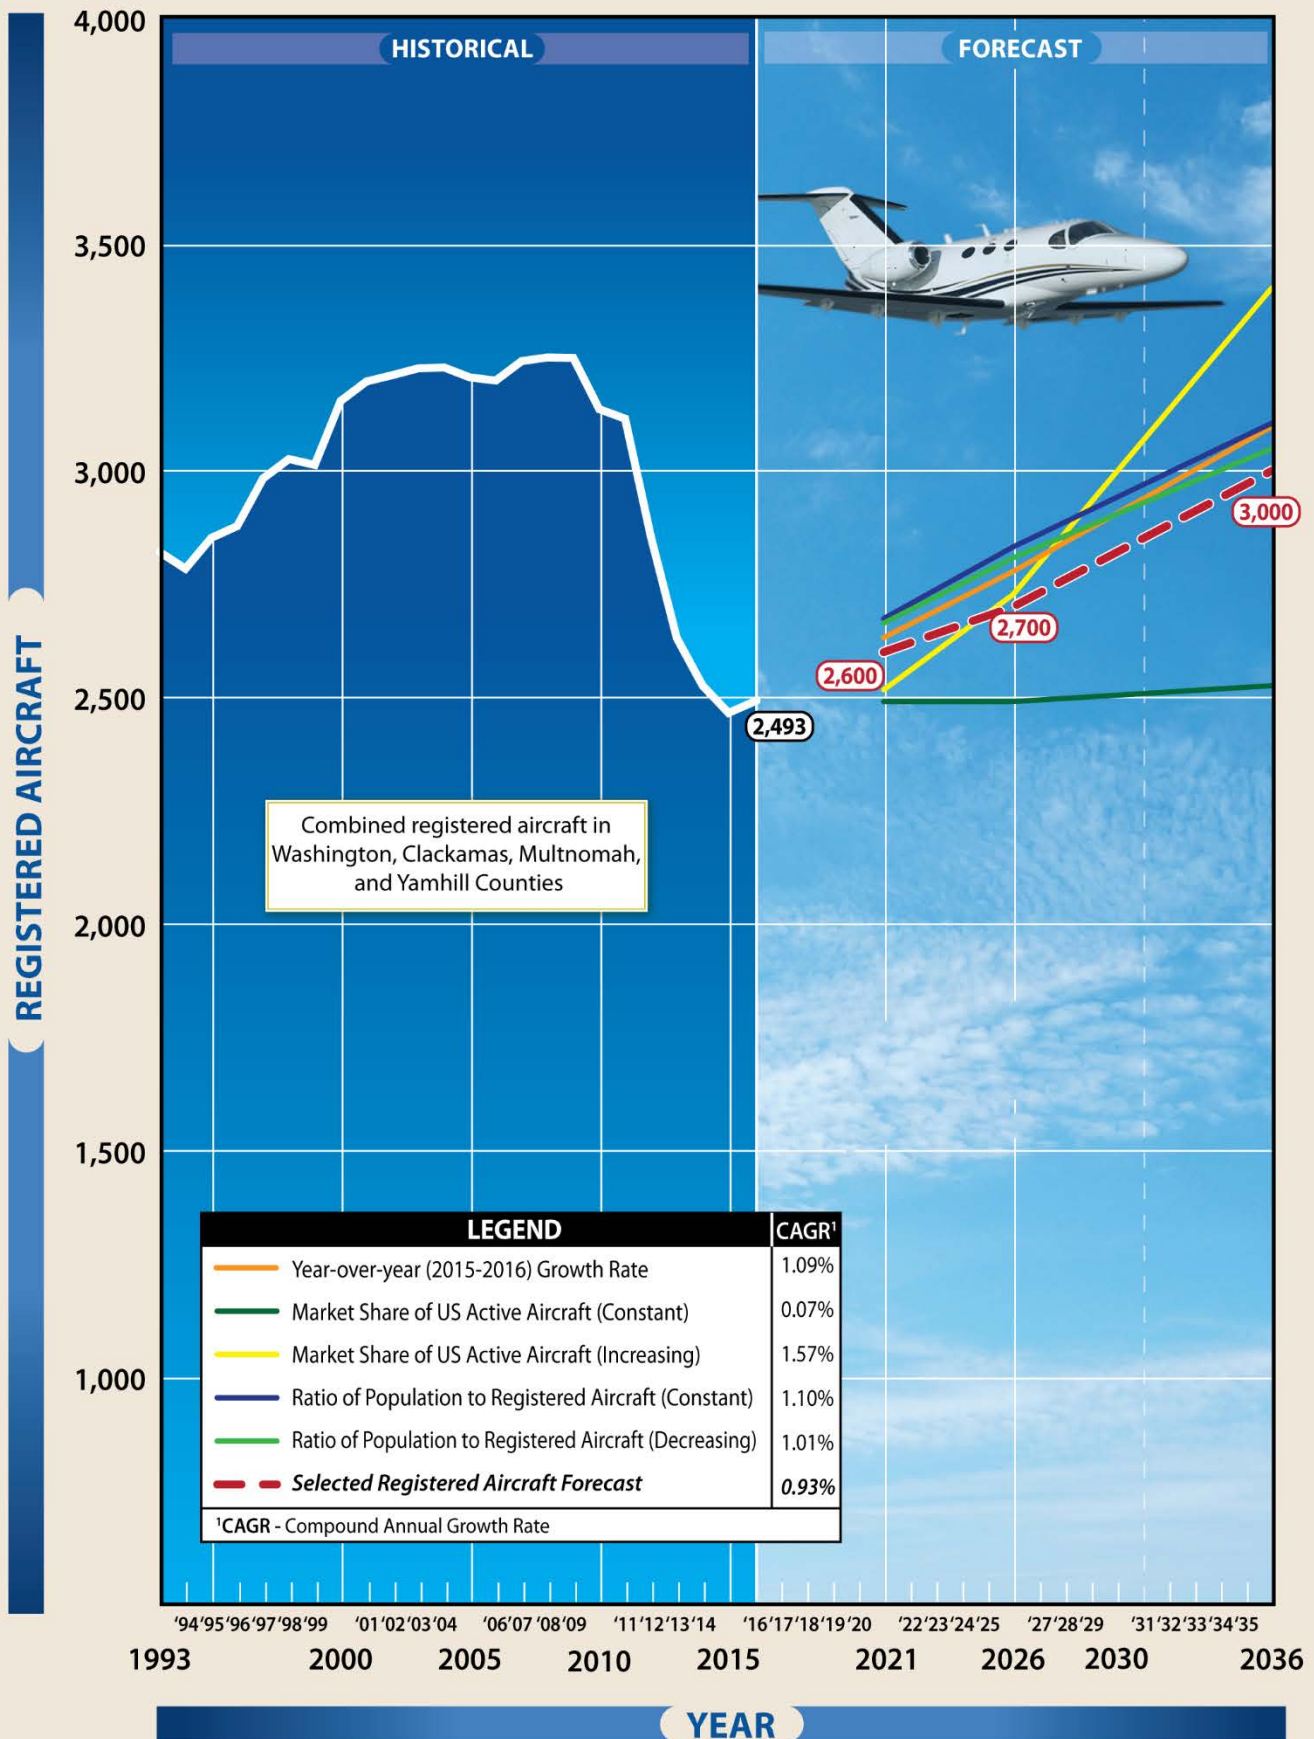 4,000
HISTORICAL
FORECAST
3,500
3,000
3,000
2,700
2,600
2,500
2,493
REGISTERED AIRCRAFT
Combined registered aircraft in
Washington, Clackamas, Multnomah,
and Yamhill Counties
2,000
1,500
LEGEND CAGR¹
Year-over-year (2015-2016) Growth Rate 1.09%
Market Share of US Active Aircraft (Constant) 0.07%
Market Share of US Active Aircraft (Increasing) 1.57%
1,000
Ratio of Population to Registered Aircraft (Constant) 1.10%
Ratio of Population to Registered Aircraft (Decreasing) 1.01%
Selected Registered Aircraft Forecast 0.93%
¹CAGR - Compound Annual Growth Rate
‘94‘95‘96‘97‘98‘99 ‘01‘02‘03‘04 ‘06‘07‘08‘09 ‘11‘12‘13‘14 ‘16‘17‘18‘19‘20 ‘22‘23‘24‘25 ‘27‘28‘29 ‘31‘32‘33‘34‘35
1993 2000 2005 2010 2015 2021 2026 2030 2036
YEAR